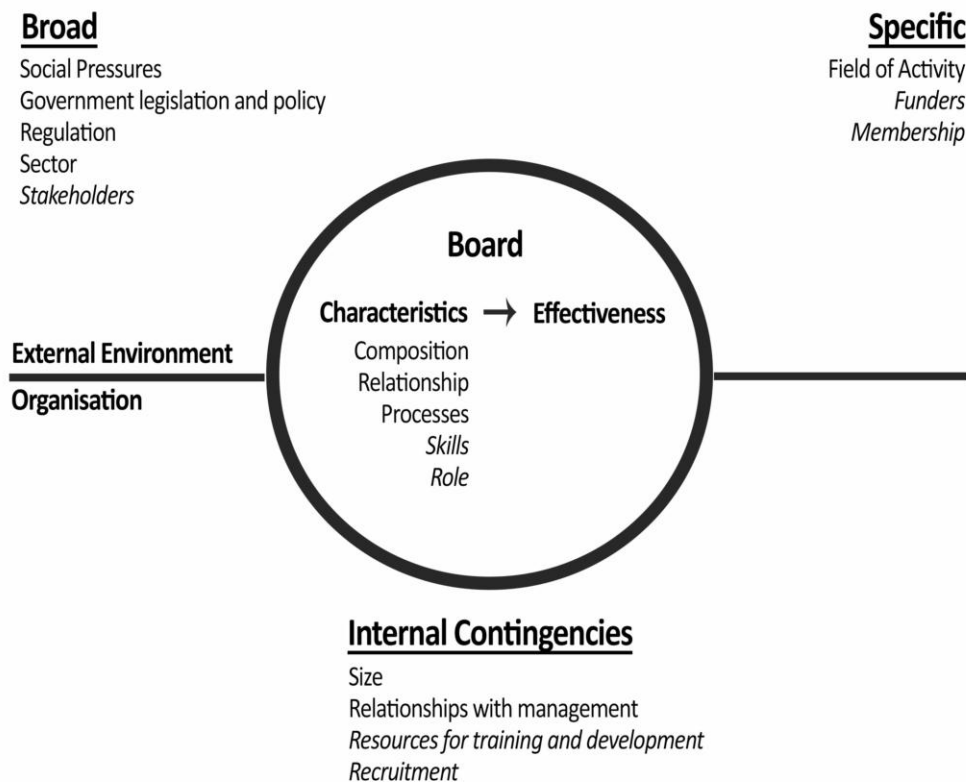 Broad
Social Pressures
Government legislation and policy
Regulation
Sector
Stakeholders
Specific
Field of Activity
Funders
Membership
Board
Characteristics → Effectiveness
Composition
Relationship
Processes
Skills
Role
External Environment
Organisation
Internal Contingencies
Size
Relationships with management
Resources for training and development
Recruitment